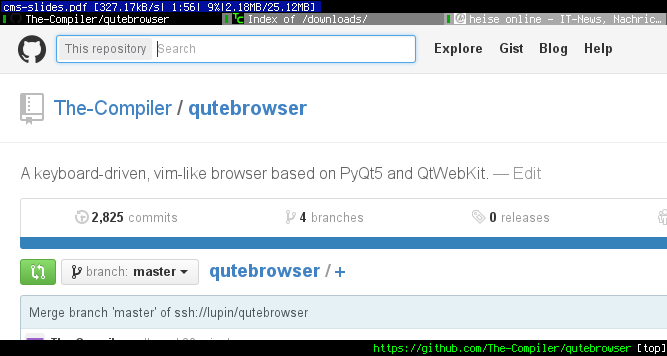 cms-slides.pdf [327.17kB/s| 1:56| 9%|2.18MB/25.12MB]
The-Compiler/qutebrowser Index of /downloads/ heise online - IT-News, Nachric…
This repository Search Explore Gist Blog Help
The-Compiler / qutebrowser
A keyboard-driven, vim-like browser based on PyQt5 and QtWebKit. — Edit
2,825 commits 4 branches 0 releases
branch: master qutebrowser / +
Merge branch 'master' of ssh://lupin/qutebrowser
https://github.com/The-Compiler/qutebrowser [top]